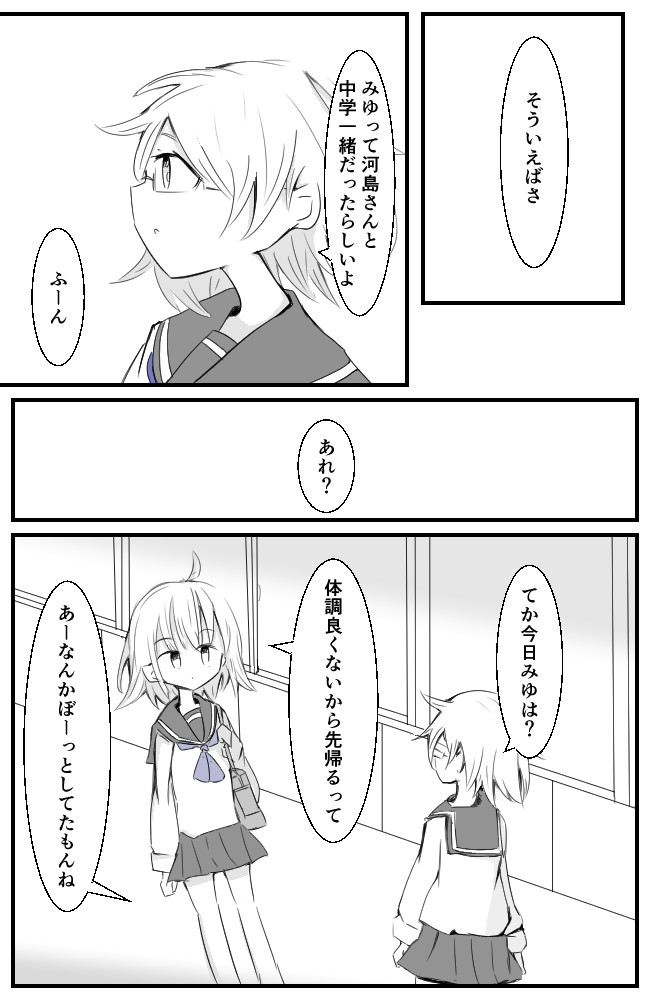 そういえばさ
みゆって河島さんと
中学一緒だったらしいよ
ふーん
あれ？
てか今日みゆは？
体調良くないから先帰るって
あーなんかぼーっとしてたもんね